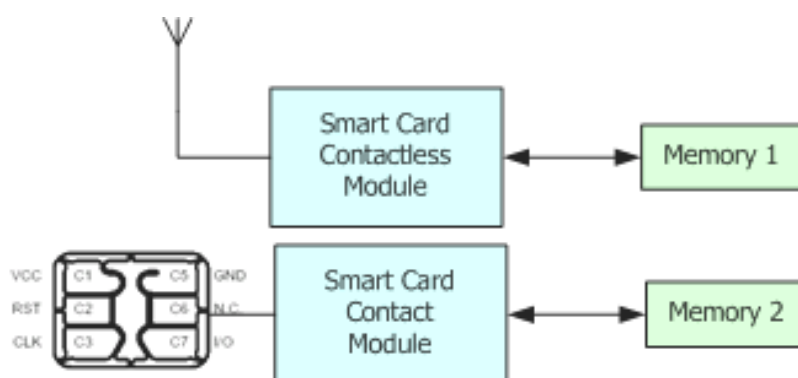 Smart Card
Contactless
Module
Memory 1
VCC C1 C5 GND
RST C2 C6 N.C.
CLK C3 C7 I/O
Smart Card
Contact
Module
Memory 2